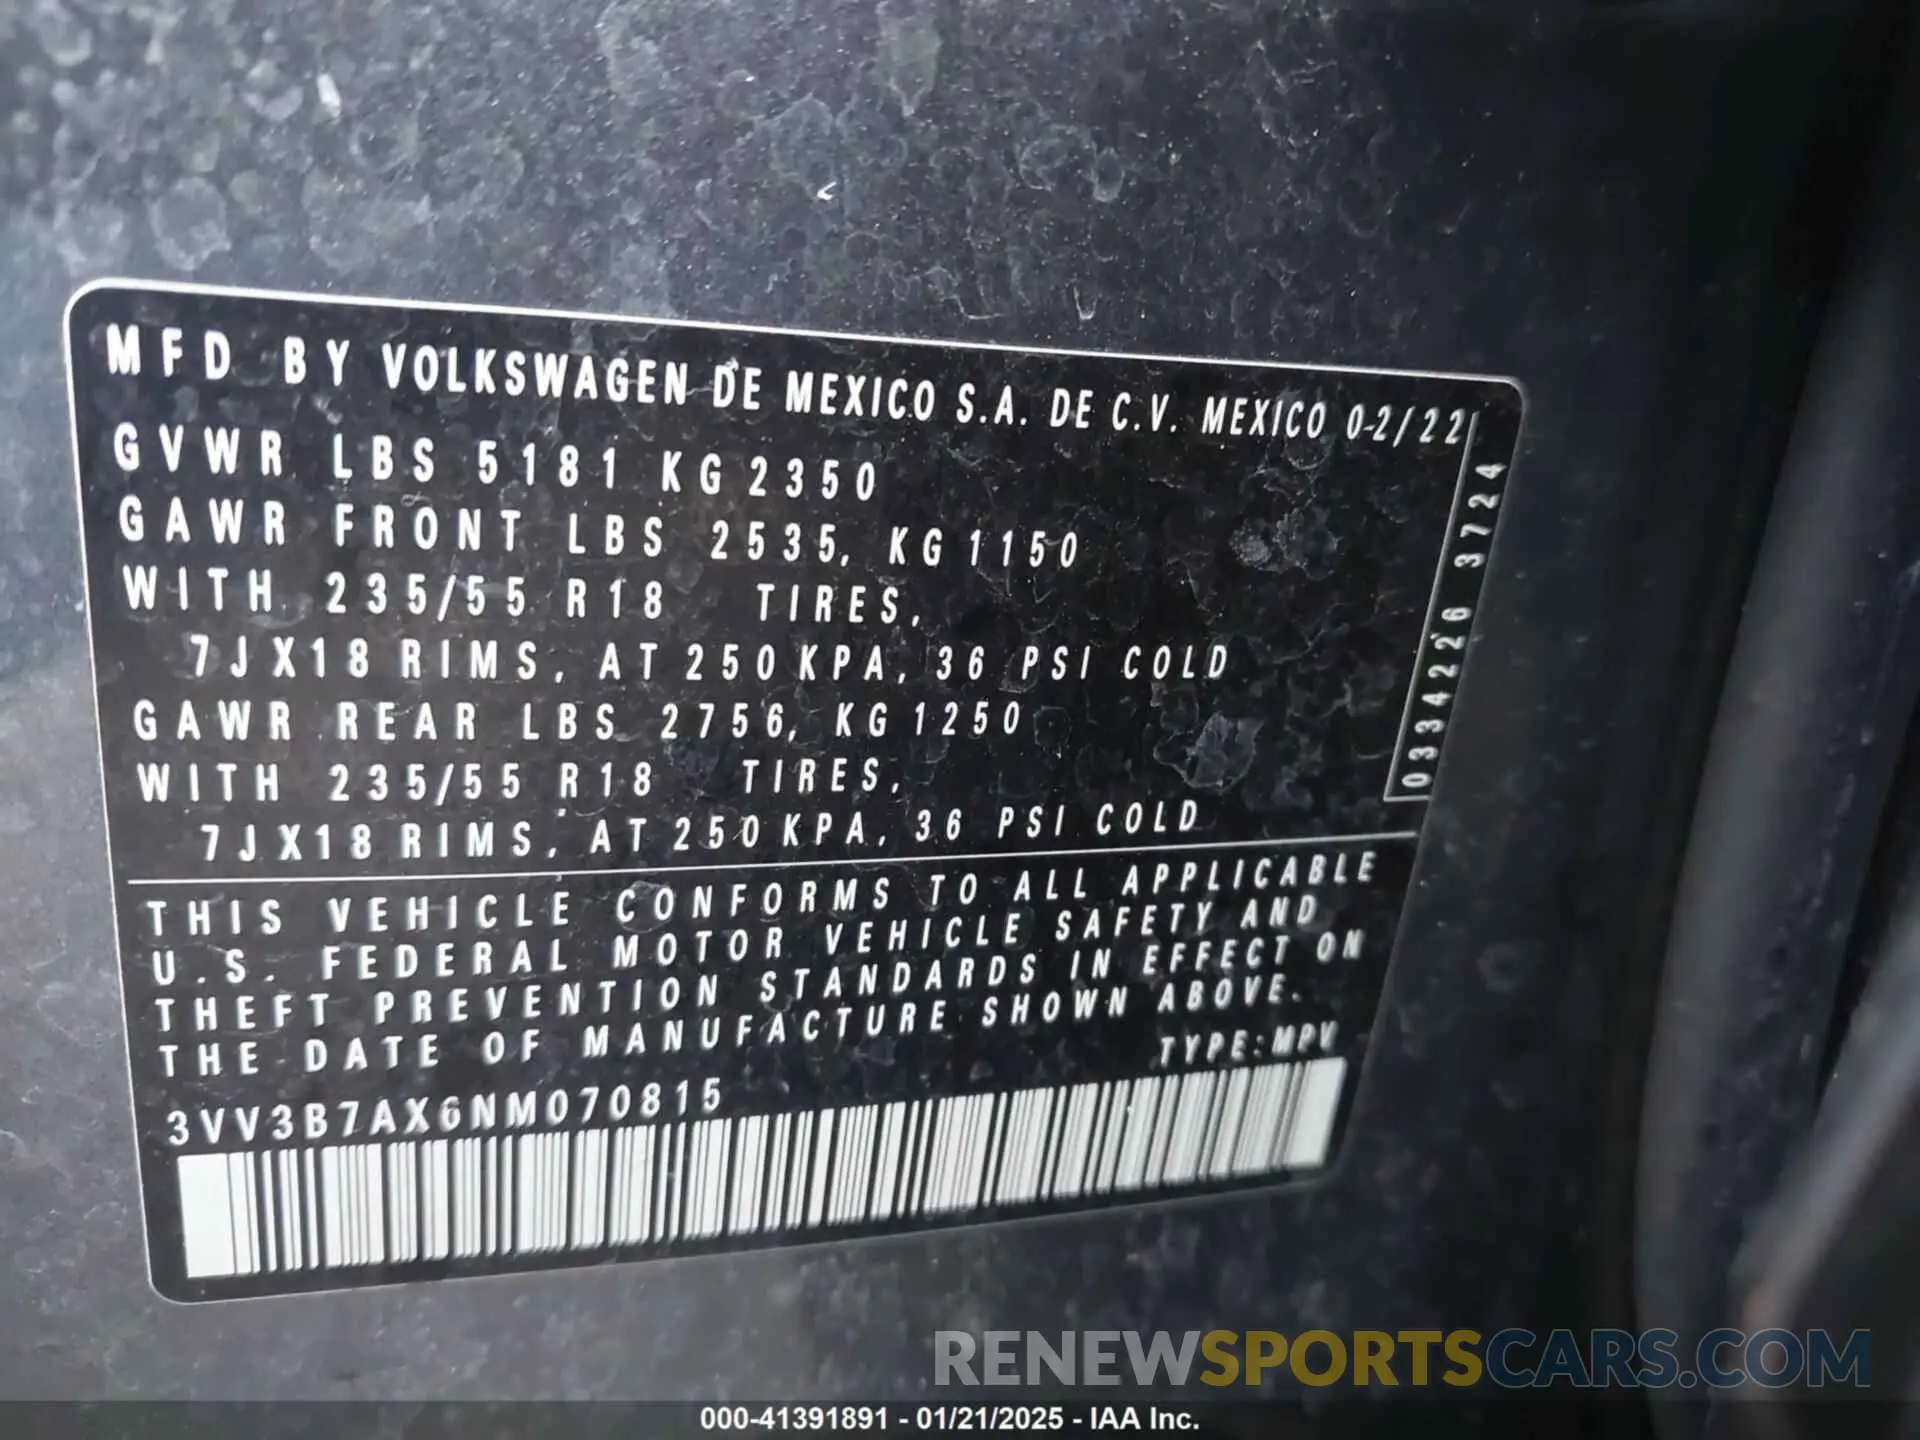 MFD BY VOLKSWAGEN DE MEXICO S.A. DE C.V. MEXICO 02/22
GVWR LBS 5181 KG 2350
GAWR FRONT LBS 2535, KG 1150
WITH 235/55 R18 TIRES,
7JX18 RIMS, AT 250 KPA, 36 PSI COLD
GAWR REAR LBS 2756, KG 1250
WITH 235/55 R18 TIRES,
7JX18 RIMS, AT 250 KPA, 36 PSI COLD
0334226 3724
THIS VEHICLE CONFORMS TO ALL APPLICABLE
U.S. FEDERAL MOTOR VEHICLE SAFETY AND
THEFT PREVENTION STANDARDS IN EFFECT ON
THE DATE OF MANUFACTURE SHOWN ABOVE.
TYPE:MPV
3VV3B7AX6NM070815
RENEWSPORTSCARS.COM
000-41391891 - 01/21/2025 - IAA Inc.